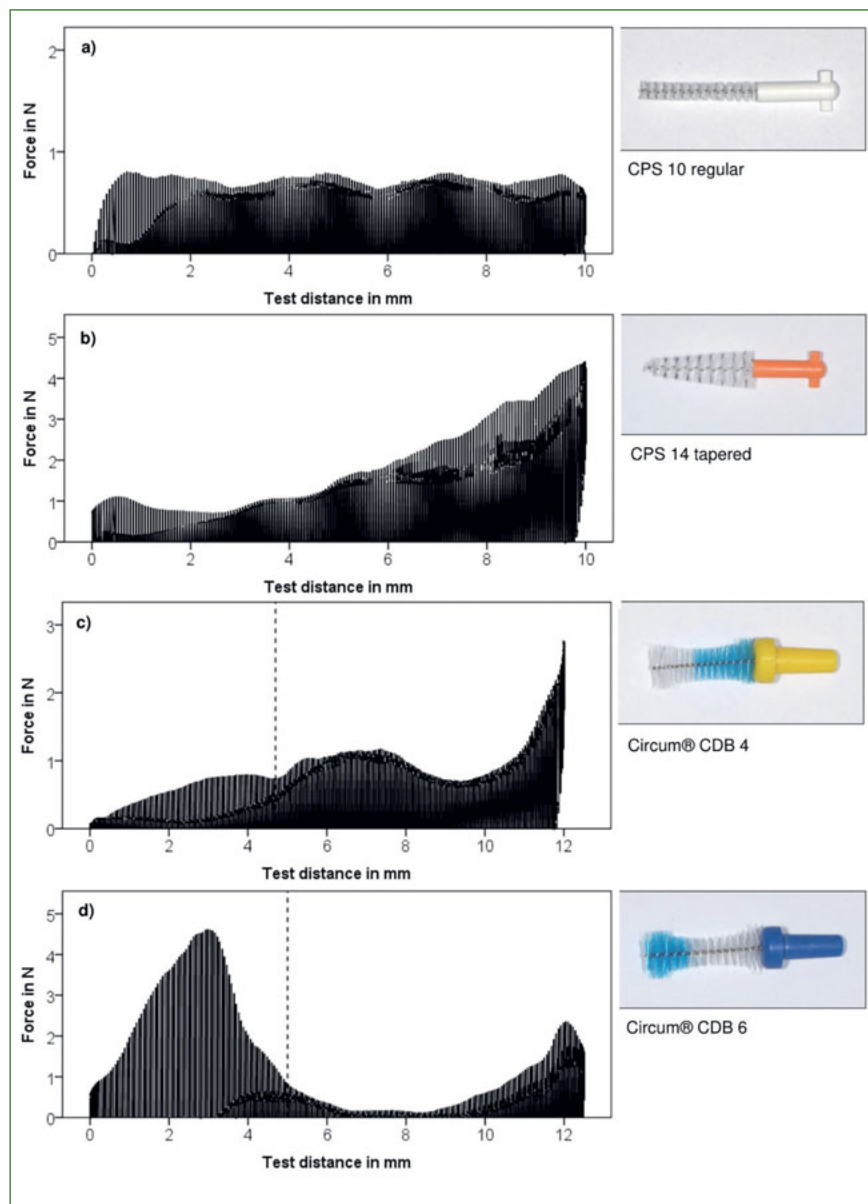 a)
Force in N
2
1
0
0 2 4 6 8 10
Test distance in mm
CPS 10 regular
b)
Force in N
5
4
3
2
1
0
0 2 4 6 8 10
Test distance in mm
CPS 14 tapered
c)
Force in N
3
2
1
0
0 2 4 6 8 10 12
Test distance in mm
Circum® CDB 4
d)
Force in N
5
4
3
2
1
0
0 2 4 6 8 10 12
Test distance in mm
Circum® CDB 6